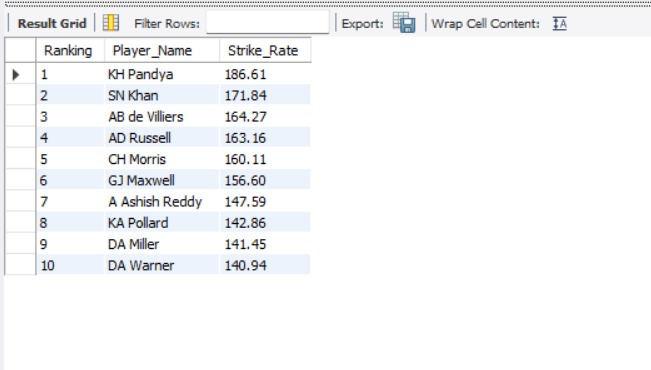 Result Grid Filter Rows: Export: Wrap Cell Content:
Ranking Player_Name Strike_Rate
1 KH Pandya 186.61
2 SN Khan 171.84
3 AB de Villiers 164.27
4 AD Russell 163.16
5 CH Morris 160.11
6 GJ Maxwell 156.60
7 A Ashish Reddy 147.59
8 KA Pollard 142.86
9 DA Miller 141.45
10 DA Warner 140.94